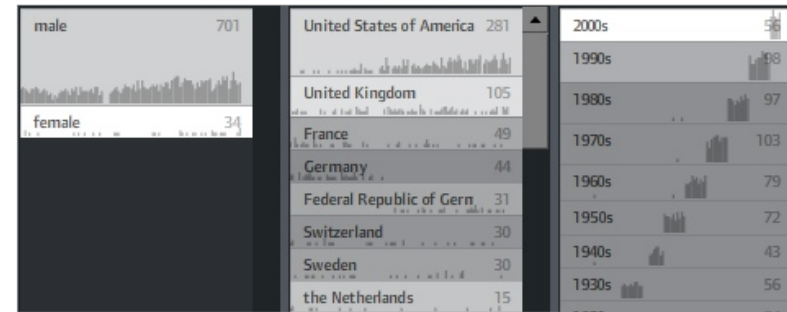 male 701
female 34
United States of America 281
United Kingdom 105
France 49
Germany 44
Federal Republic of Germ 31
Switzerland 30
Sweden 30
the Netherlands 15
2000s 56
1990s 98
1980s 97
1970s 103
1960s 79
1950s 72
1940s 43
1930s 56